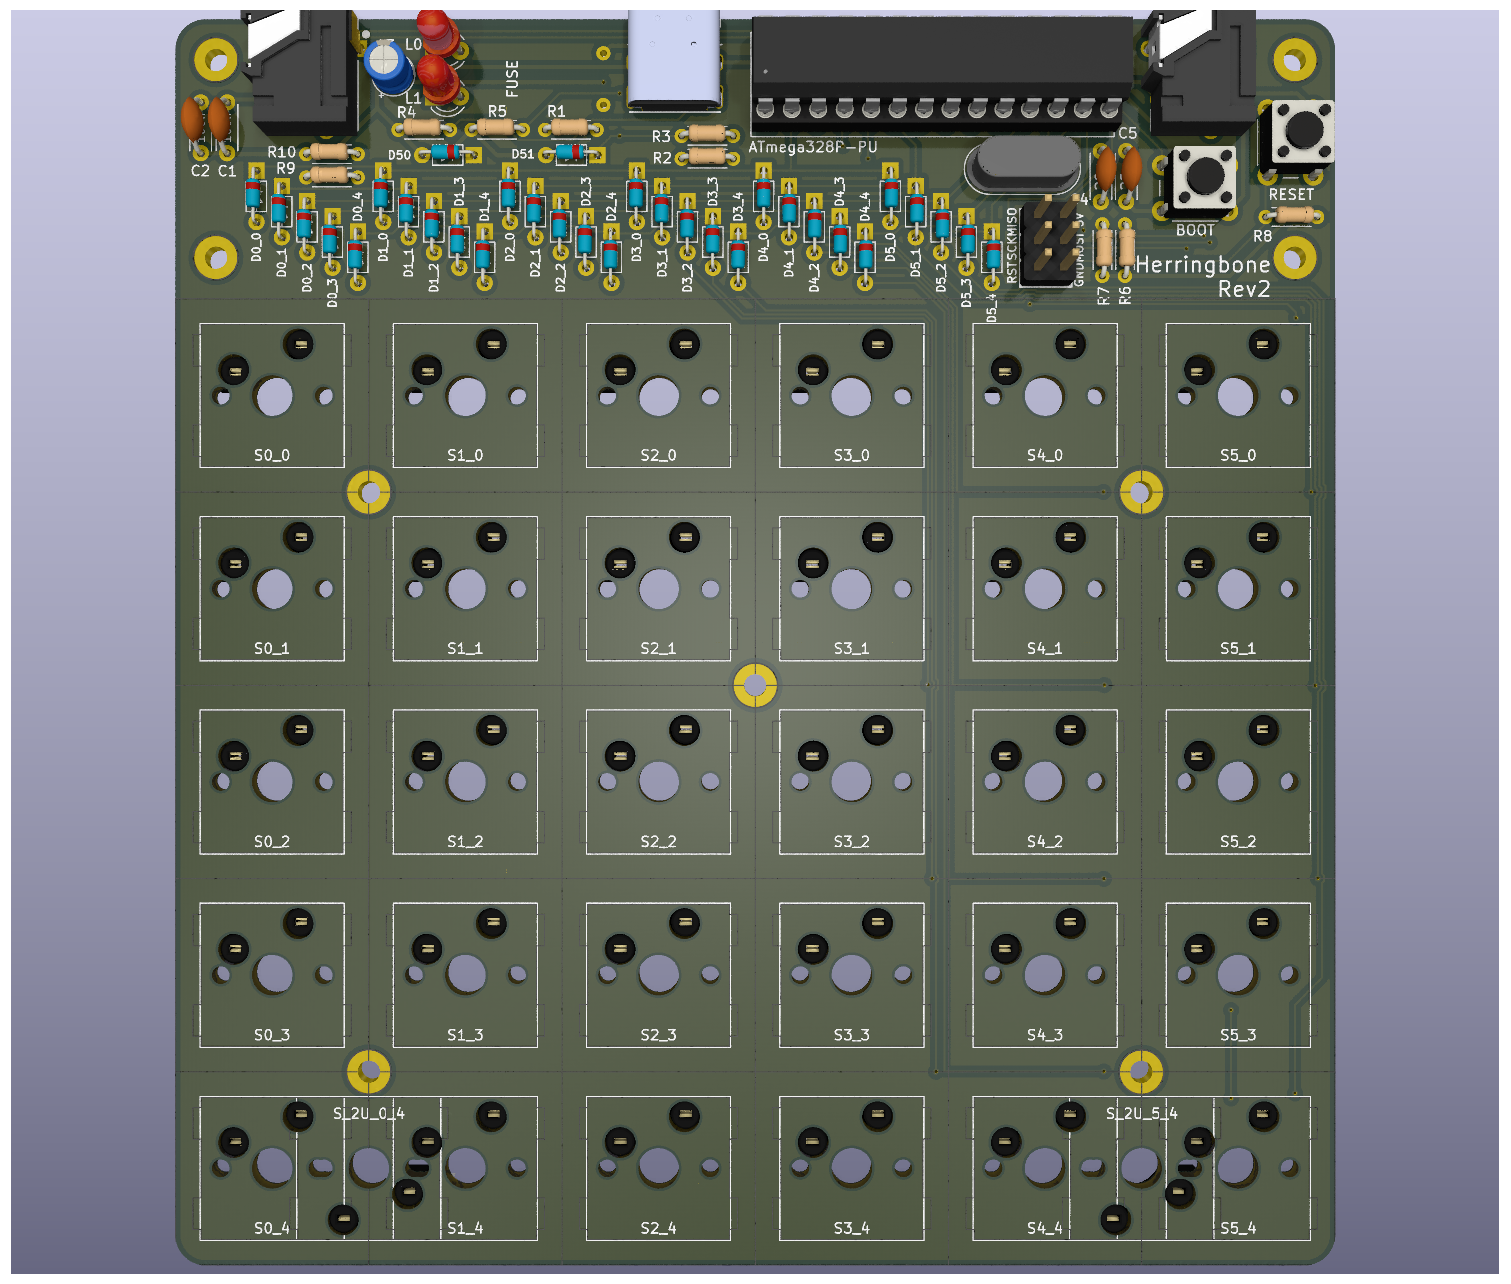 L0
L1
FUSE
R4
R5
R1
R3
R2
ATmega328P-PU
C5
C2
C1
R10
R9
D50
D51
RESET
BOOT
R8
D0_0
D0_1
D0_2
D0_3
D0_4
D1_0
D1_1
D1_2
D1_3
D1_4
D2_0
D2_1
D2_2
D2_3
D2_4
D3_0
D3_1
D3_2
D3_3
D3_4
D4_0
D4_1
D4_2
D4_3
D4_4
D5_0
D5_1
D5_2
D5_3
D5_4
RSTSCKMISO
R7
R6
Herringbone
Rev2
S0_0
S1_0
S2_0
S3_0
S4_0
S5_0
S0_1
S1_1
S2_1
S3_1
S4_1
S5_1
S0_2
S1_2
S2_2
S3_2
S4_2
S5_2
S0_3
S1_3
S2_3
S3_3
S4_3
S5_3
S_2U_0_4
S_2U_5_4
S0_4
S1_4
S2_4
S3_4
S4_4
S5_4